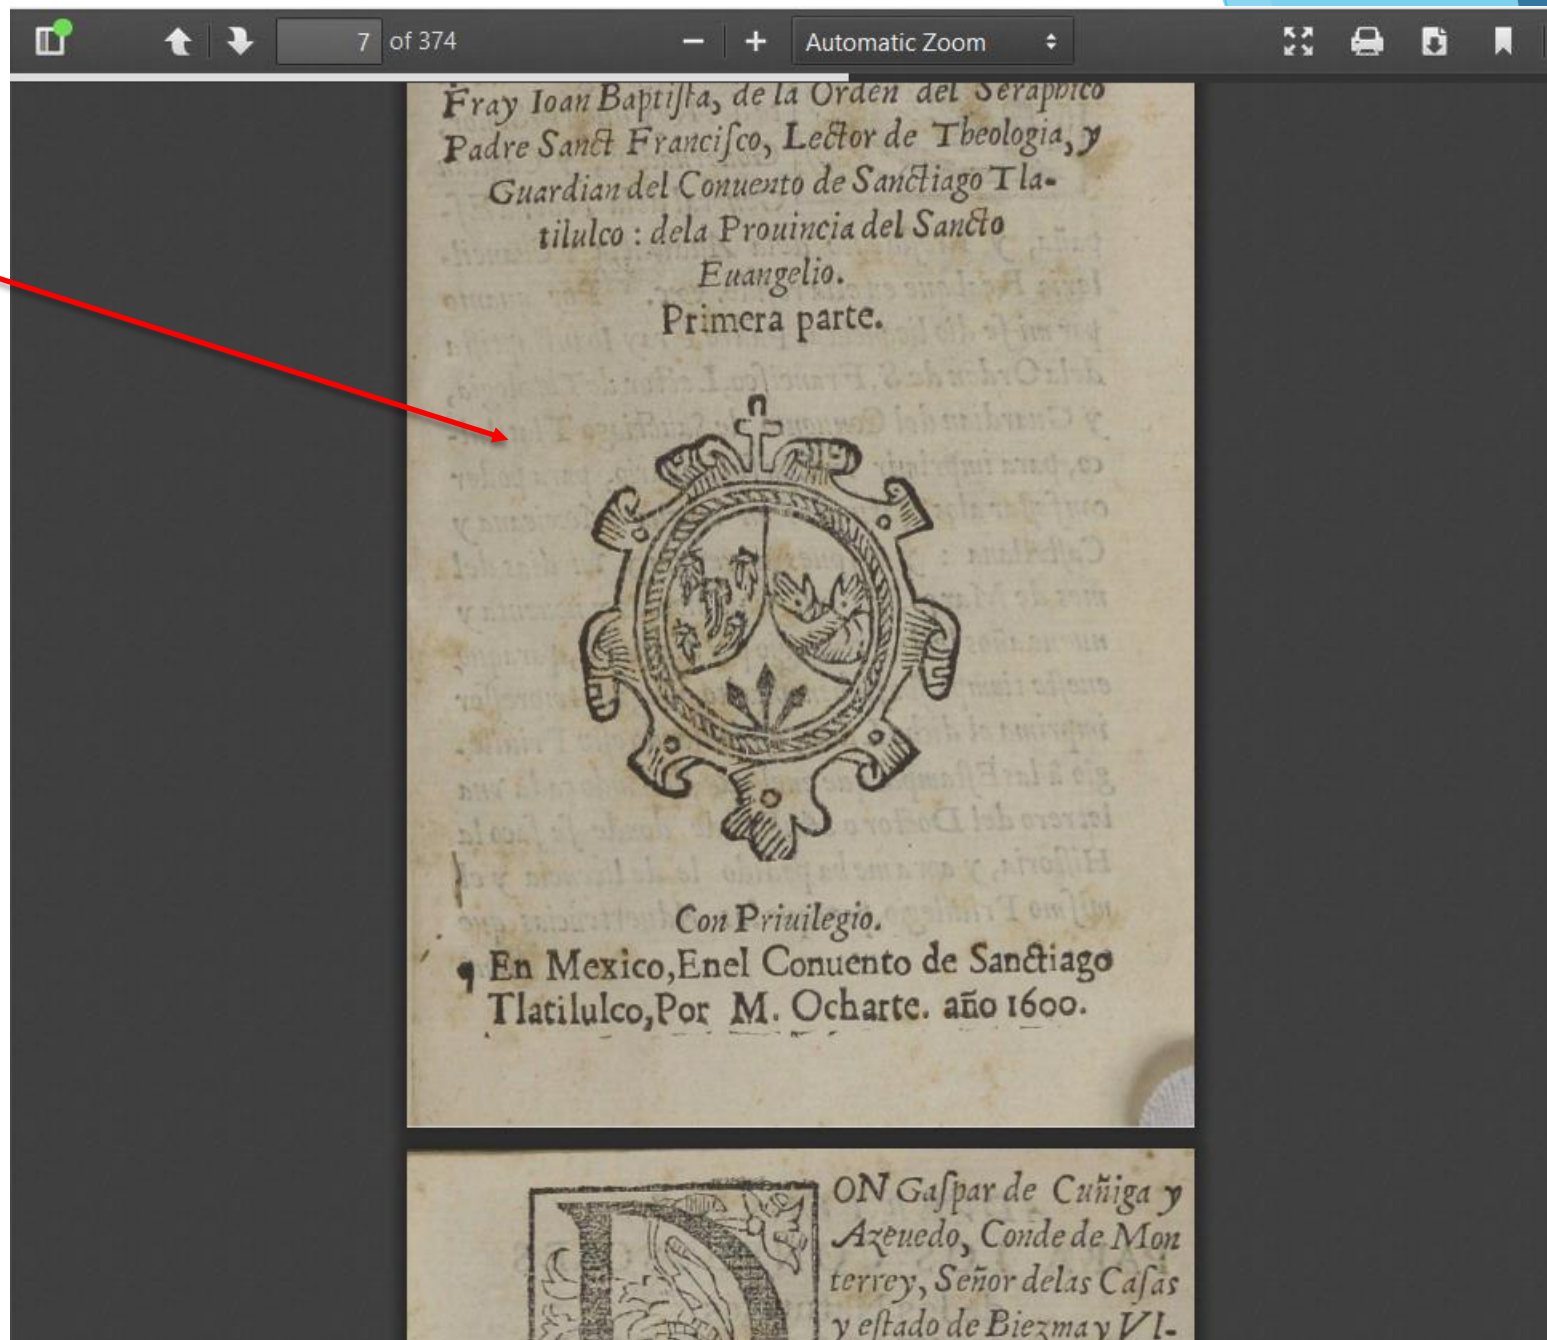 7 of 374
Automatic Zoom
Fray Ioan Baptiſta, de la Orden del Seraphico
Padre Sanct Franciſco, Lector de Theologia, y
Guardian del Conuento de Sanctiago Tla-
tilulco : dela Prouincia del Sancto
Euangelio.
Primera parte.
Con Priuilegio.
¶ En Mexico, Enel Conuento de Sanctiago
Tlatilulco, Por M. Ocharte. año 1600.
DON Gaſpar de Cuñiga y
Azeuedo, Conde de Mon
terrey, Señor delas Caſas
y eſtado de Biezma y VI-